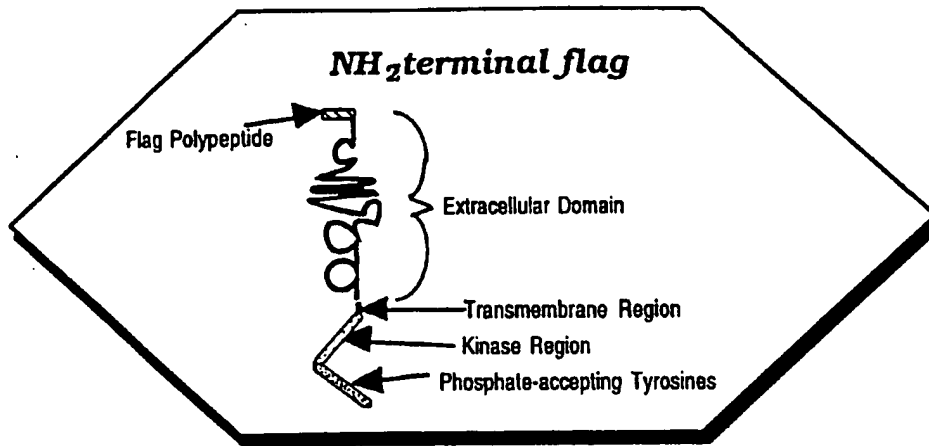 NH2terminal flag
Flag Polypeptide
Extracellular Domain
Transmembrane Region
Kinase Region
Phosphate-accepting Tyrosines